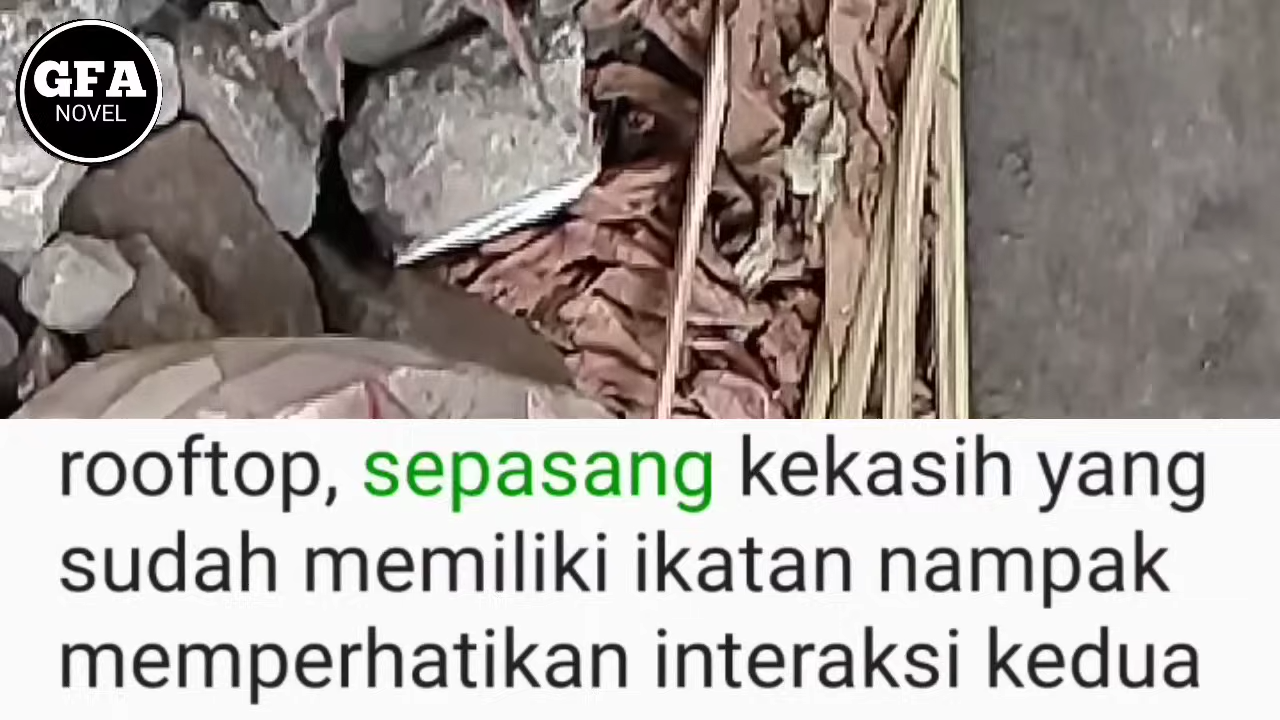 GFA
NOVEL
rooftop, sepasang kekasih yang
sudah memiliki ikatan nampak
memperhatikan interaksi kedua